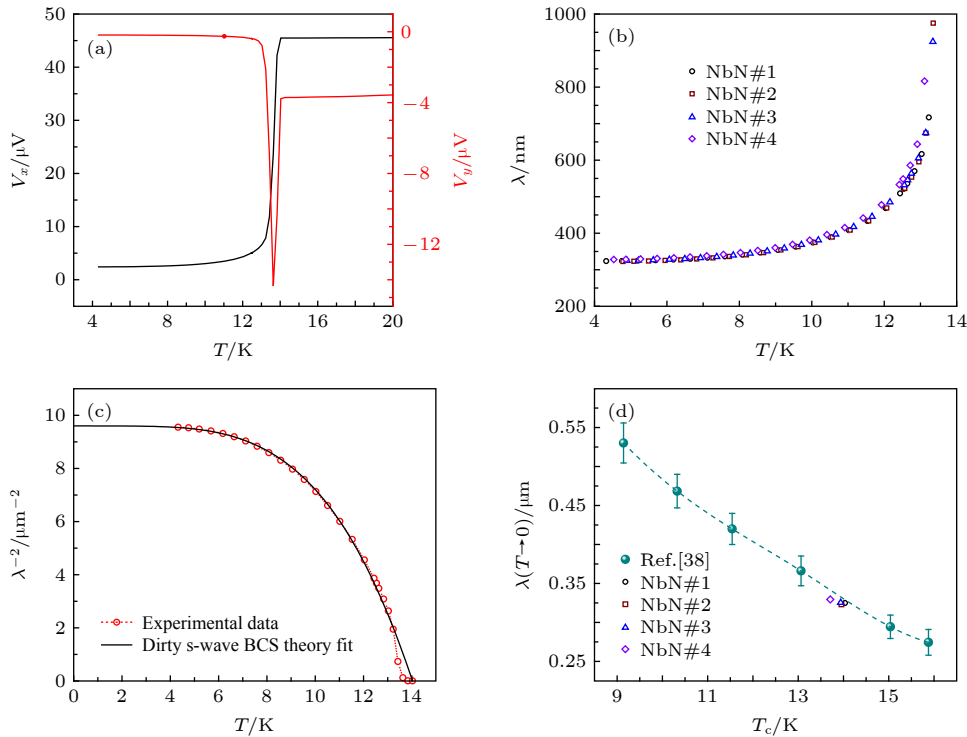 (a)
50
40
30
20
10
0
0
−4
−8
−12
4
8
12
16
20
Vx/μV
Vy/μV
T/K
(b)
1000
800
600
400
200
4
6
8
10
12
14
λ/nm
T/K
NbN#1
NbN#2
NbN#3
NbN#4
(c)
10
8
6
4
2
0
0
2
4
6
8
10
12
14
λ−2/μm−2
T/K
Experimental data
Dirty s-wave BCS theory fit
(d)
0.55
0.45
0.35
0.25
9
11
13
15
λ(T→0)/μm
Tc/K
Ref.[38]
NbN#1
NbN#2
NbN#3
NbN#4